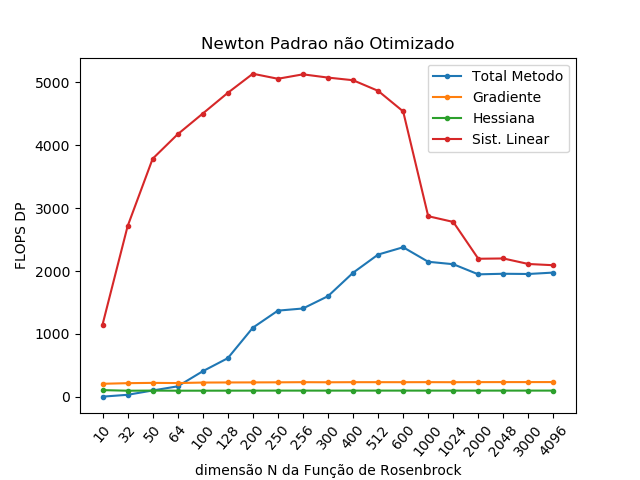 Newton Padrao não Otimizado
FLOPS DP
5000
4000
3000
2000
1000
0
Total Metodo
Gradiente
Hessiana
Sist. Linear
10 32 50 64 100 128 200 250 256 300 400 512 600 1000 1024 2000 2048 3000 4096
dimensão N da Função de Rosenbrock